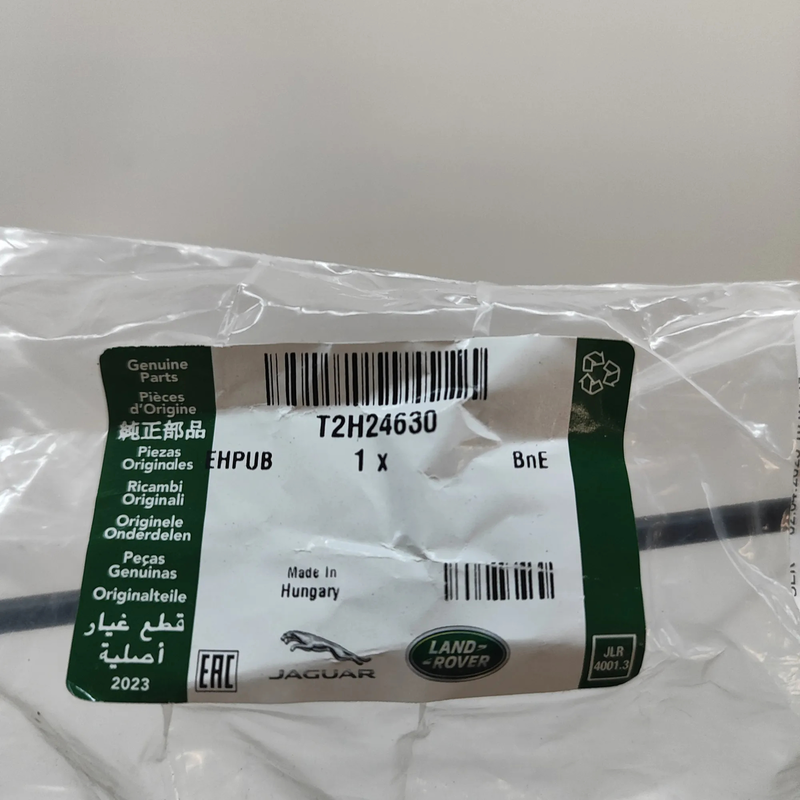 Genuine
Parts
Pièces
d'Origine
純正部品
Piezas
Originales
Ricambi
Originali
Originele
Onderdelen
Peças
Genuinas
Originalteile
قطع غيار
أصلية
2023
T2H24630
EHPUB 1 x BnE
Made In
Hungary
EAC
JAGUAR
LAND-
-ROVER
JLR
4001.3